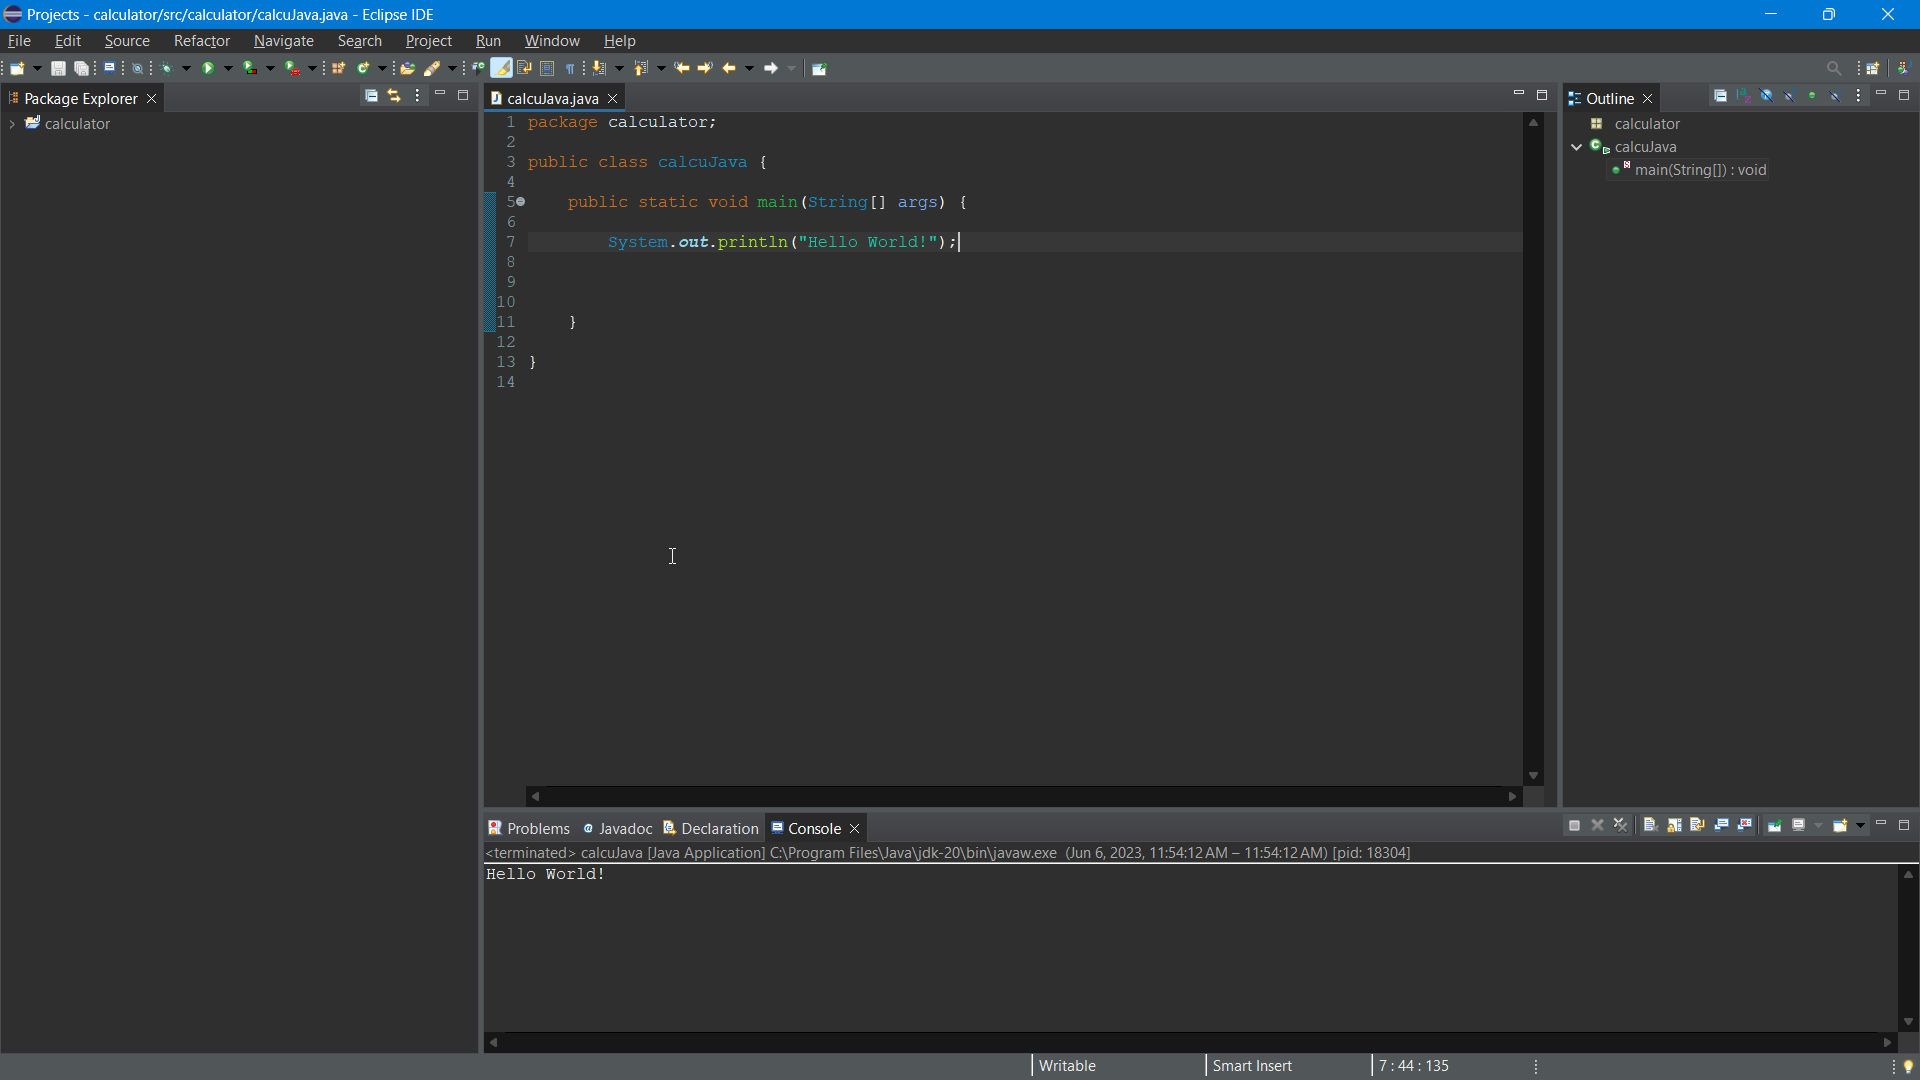 Projects - calculator/src/calculator/calcuJava.java - Eclipse IDE
File Edit Source Refactor Navigate Search Project Run Window Help
Package Explorer
calculator
calcuJava.java
1 package calculator;
2
3 public class calcuJava {
4
5 public static void main(String[] args) {
6
7 System.out.println("Hello World!");
8
9
10
11 }
12
13 }
14
Outline
calculator
calcuJava
main(String[]) : void
Problems Javadoc Declaration Console
<terminated> calcuJava [Java Application] C:\Program Files\Java\jdk-20\bin\javaw.exe (Jun 6, 2023, 11:54:12 AM – 11:54:12 AM) [pid: 18304]
Hello World!
Writable Smart Insert 7 : 44 : 135